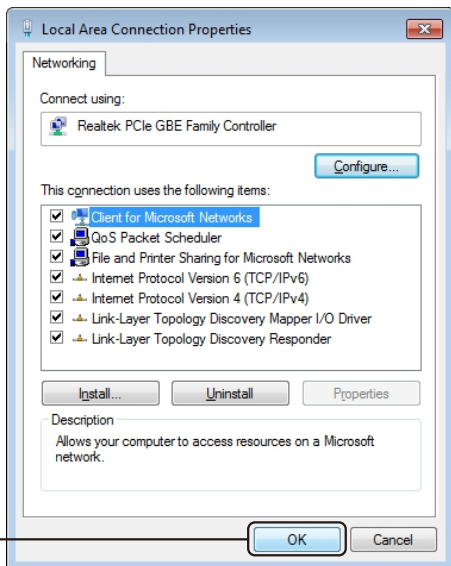 Local Area Connection Properties
Networking
Connect using:
Realtek PCIe GBE Family Controller
Configure...
This connection uses the following items:
Client for Microsoft Networks
QoS Packet Scheduler
File and Printer Sharing for Microsoft Networks
Internet Protocol Version 6 (TCP/IPv6)
Internet Protocol Version 4 (TCP/IPv4)
Link-Layer Topology Discovery Mapper I/O Driver
Link-Layer Topology Discovery Responder
Install... Uninstall Properties
Description
Allows your computer to access resources on a Microsoft
network.
OK Cancel